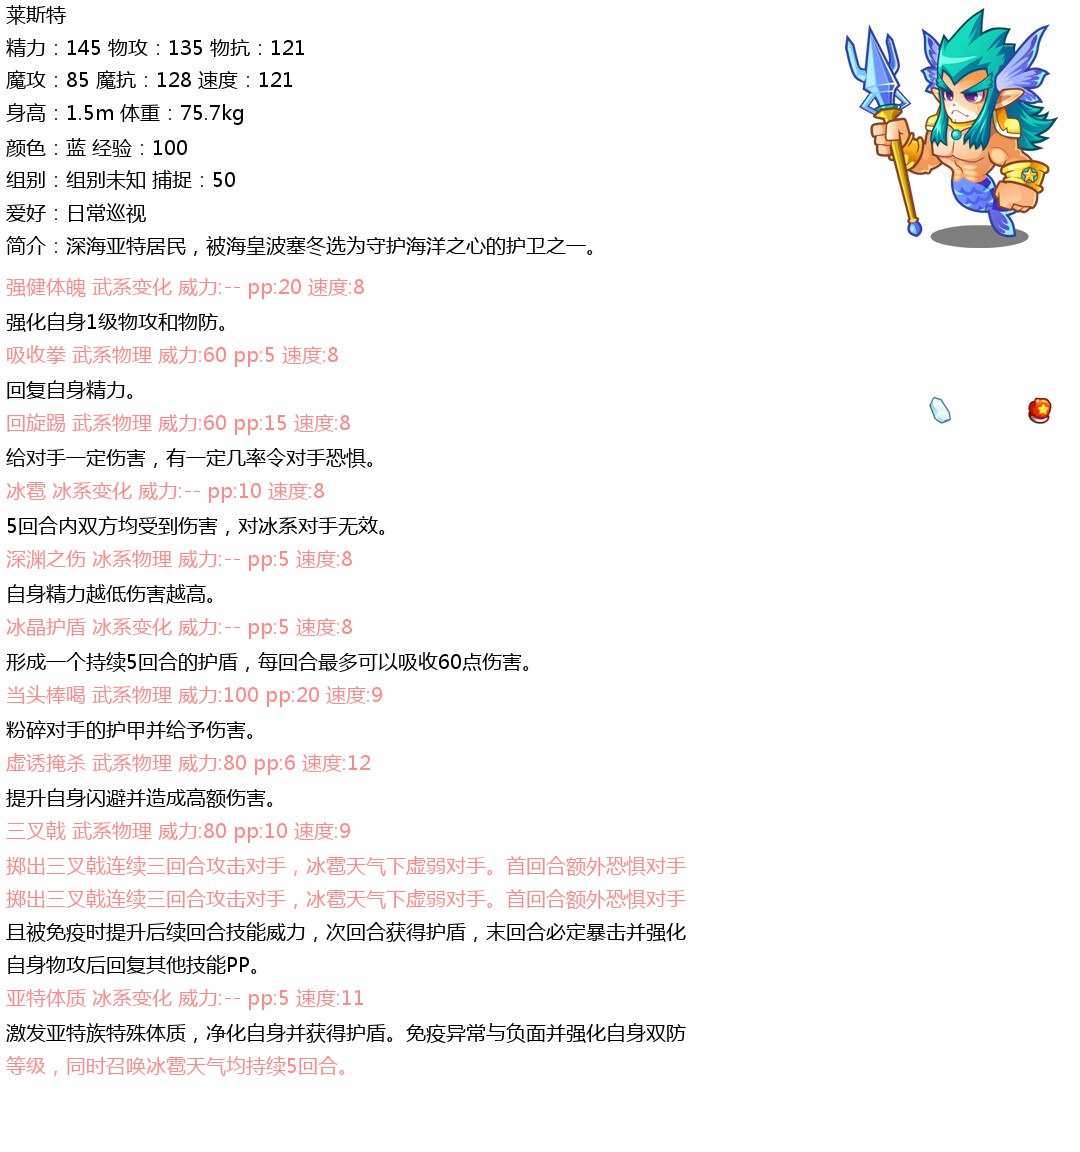 莱斯特
精力：145 物攻：135 物抗：121
魔攻：85 魔抗：128 速度：121
身高：1.5m 体重：75.7kg
颜色：蓝 经验：100
组别：组别未知 捕捉：50
爱好：日常巡视
简介：深海亚特居民，被海皇波塞冬选为守护海洋之心的护卫之一。
强健体魄 武系变化 威力:-- pp:20 速度:8
强化自身1级物攻和物防。
吸收拳 武系物理 威力:60 pp:5 速度:8
回复自身精力。
回旋踢 武系物理 威力:60 pp:15 速度:8
给对手一定伤害，有一定几率令对手恐惧。
冰雹 冰系变化 威力:-- pp:10 速度:8
5回合内双方均受到伤害，对冰系对手无效。
深渊之伤 冰系物理 威力:-- pp:5 速度:8
自身精力越低伤害越高。
冰晶护盾 冰系变化 威力:-- pp:5 速度:8
形成一个持续5回合的护盾，每回合最多可以吸收60点伤害。
当头棒喝 武系物理 威力:100 pp:20 速度:9
粉碎对手的护甲并给予伤害。
虚诱掩杀 武系物理 威力:80 pp:6 速度:12
提升自身闪避并造成高额伤害。
三叉戟 武系物理 威力:80 pp:10 速度:9
掷出三叉戟连续三回合攻击对手，冰雹天气下虚弱对手。首回合额外恐惧对手
掷出三叉戟连续三回合攻击对手，冰雹天气下虚弱对手。首回合额外恐惧对手
且被免疫时提升后续回合技能威力，次回合获得护盾，末回合必定暴击并强化
自身物攻后回复其他技能PP。
亚特体质 冰系变化 威力:-- pp:5 速度:11
激发亚特族特殊体质，净化自身并获得护盾。免疫异常与负面并强化自身双防
等级，同时召唤冰雹天气均持续5回合。